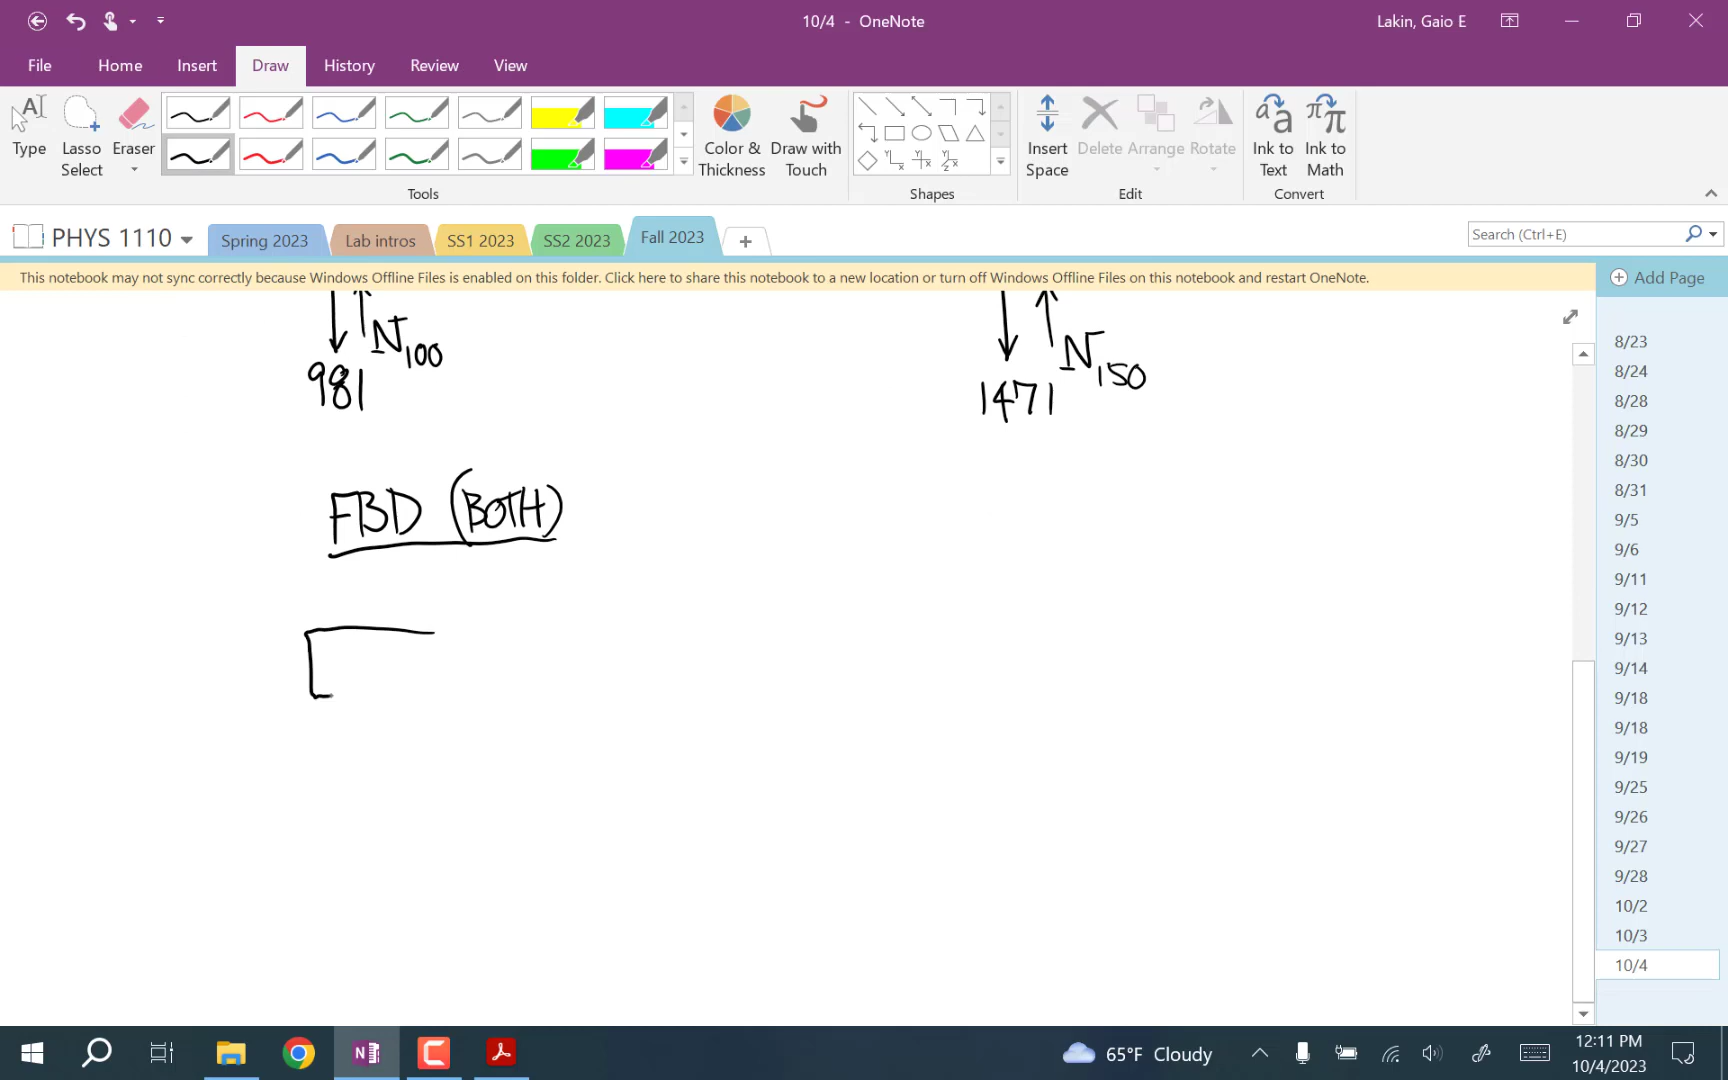 10/4 - OneNote
Lakin, Gaio E
File Home Insert Draw History Review View
Type
Lasso Select
Eraser
Color & Thickness
Draw with Touch
Insert Space
Delete
Arrange
Rotate
Ink to Text
Ink to Math
Tools
Shapes
Edit
Convert
PHYS 1110
Spring 2023
Lab intros
SS1 2023
SS2 2023
Fall 2023
Search (Ctrl+E)
This notebook may not sync correctly because Windows Offline Files is enabled on this folder. Click here to share this notebook to a new location or turn off Windows Offline Files on this notebook and restart OneNote.
Add Page
N100
981
N150
1471
FBD (BOTH)
8/23
8/24
8/28
8/29
8/30
8/31
9/5
9/6
9/11
9/12
9/13
9/14
9/18
9/18
9/19
9/25
9/26
9/27
9/28
10/2
10/3
10/4
65°F Cloudy
12:11 PM
10/4/2023